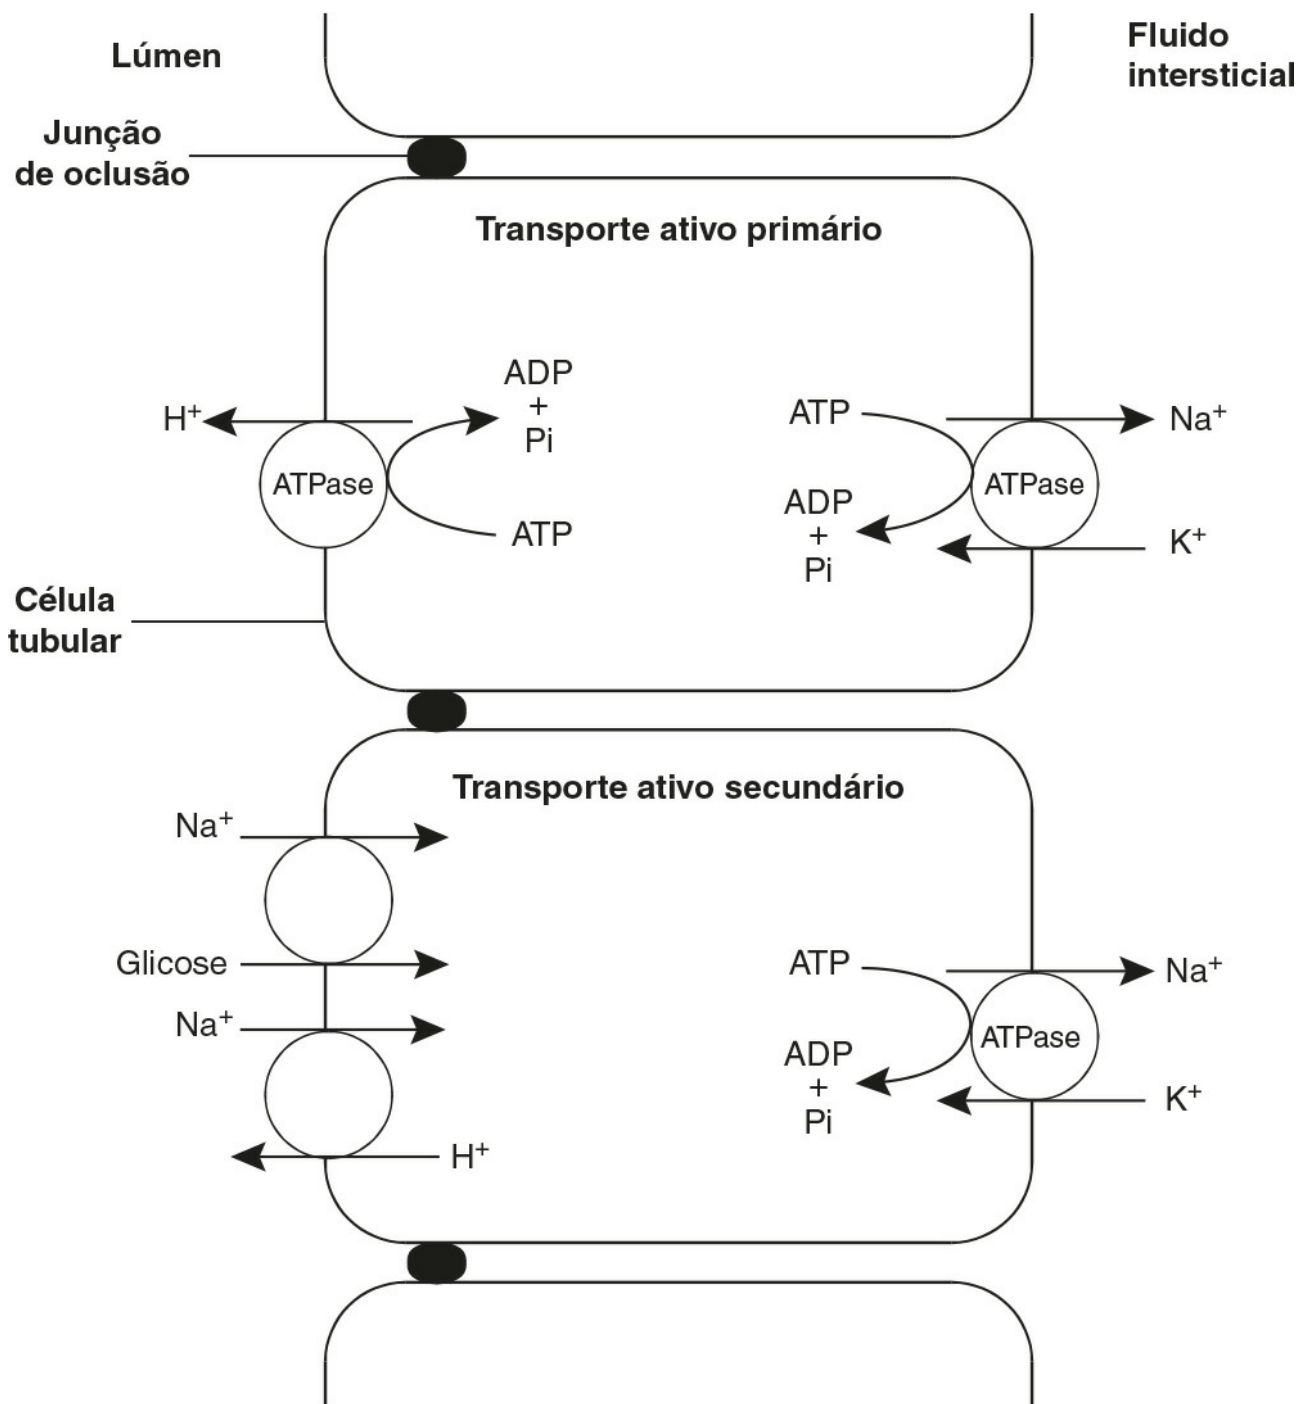 Lúmen
Fluido
intersticial
Junção
de oclusão
Transporte ativo primário
H⁺
ATPase
ADP
+
Pi
ATP
ATP
ADP
+
Pi
ATPase
Na⁺
K⁺
Célula
tubular
Transporte ativo secundário
Na⁺
Glicose
Na⁺
H⁺
ATP
ADP
+
Pi
ATPase
Na⁺
K⁺